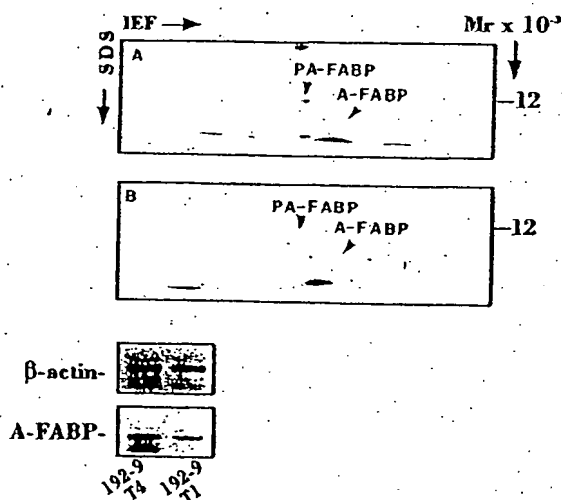 IEF
Mr x 10⁻³
SDS
A
PA-FABP
A-FABP
-12
B
PA-FABP
A-FABP
-12
β-actin-
A-FABP-
192-9 T4
192-9 T1